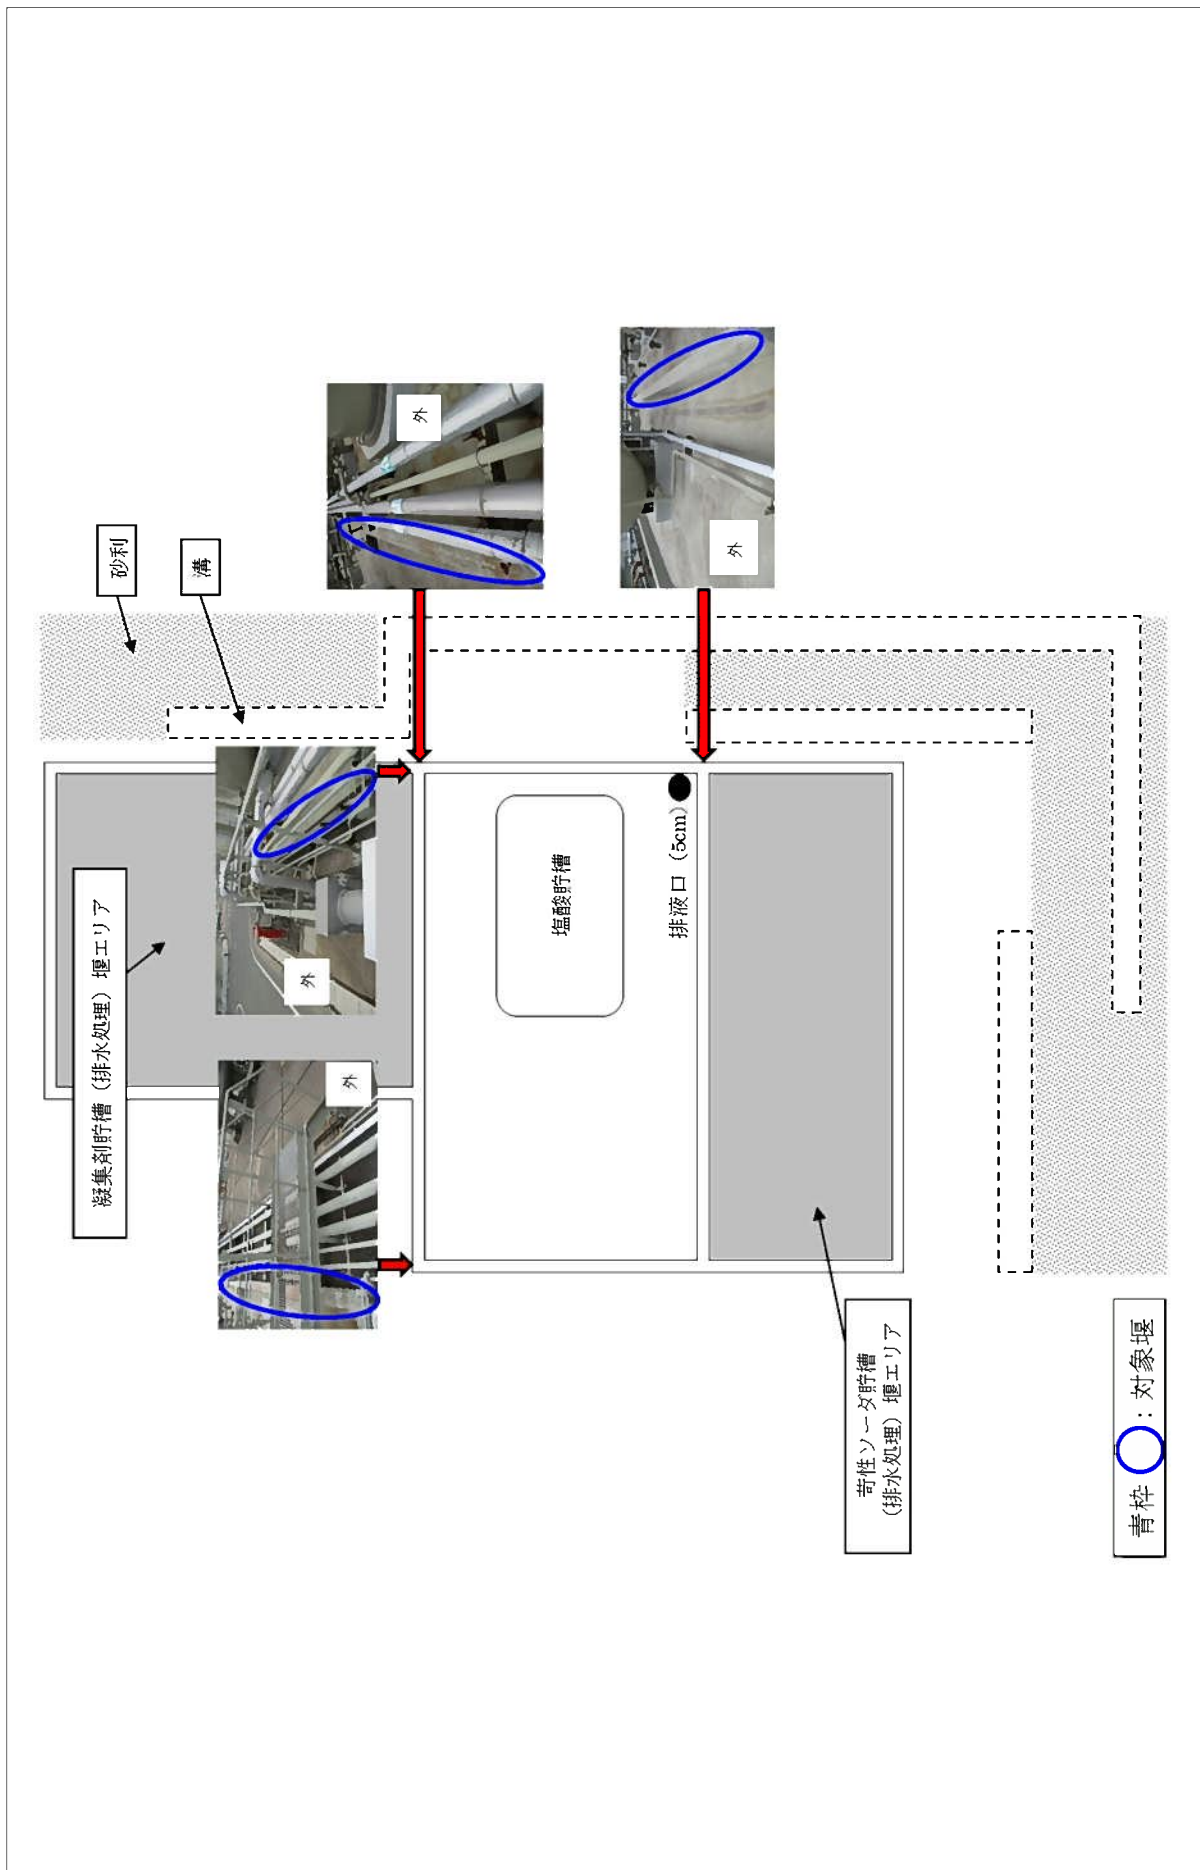 砂利
溝
外
外
外
外
凝集剤貯槽（排水処理）堰エリア
塩酸貯槽
排液口（5cm）
苛性ソーダ貯槽
（排水処理）堰エリア
青枠　：対象堰